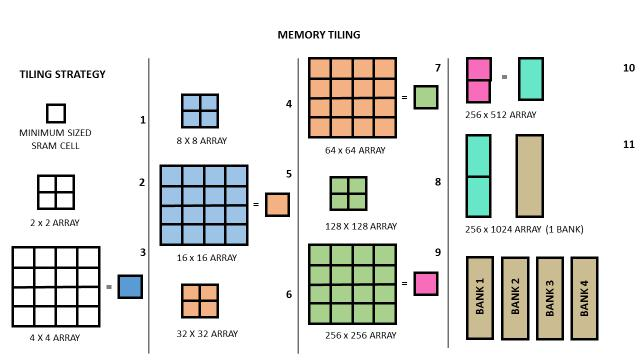 MEMORY TILING
TILING STRATEGY
MINIMUM SIZED
SRAM CELL
1
2 x 2 ARRAY
2
=
3
4 X 4 ARRAY
8 X 8 ARRAY
4
=
5
16 x 16 ARRAY
32 X 32 ARRAY
6
=
7
64 x 64 ARRAY
128 X 128 ARRAY
8
=
9
256 x 256 ARRAY
=
10
256 x 512 ARRAY
11
256 x 1024 ARRAY (1 BANK)
BANK 1
BANK 2
BANK 3
BANK 4